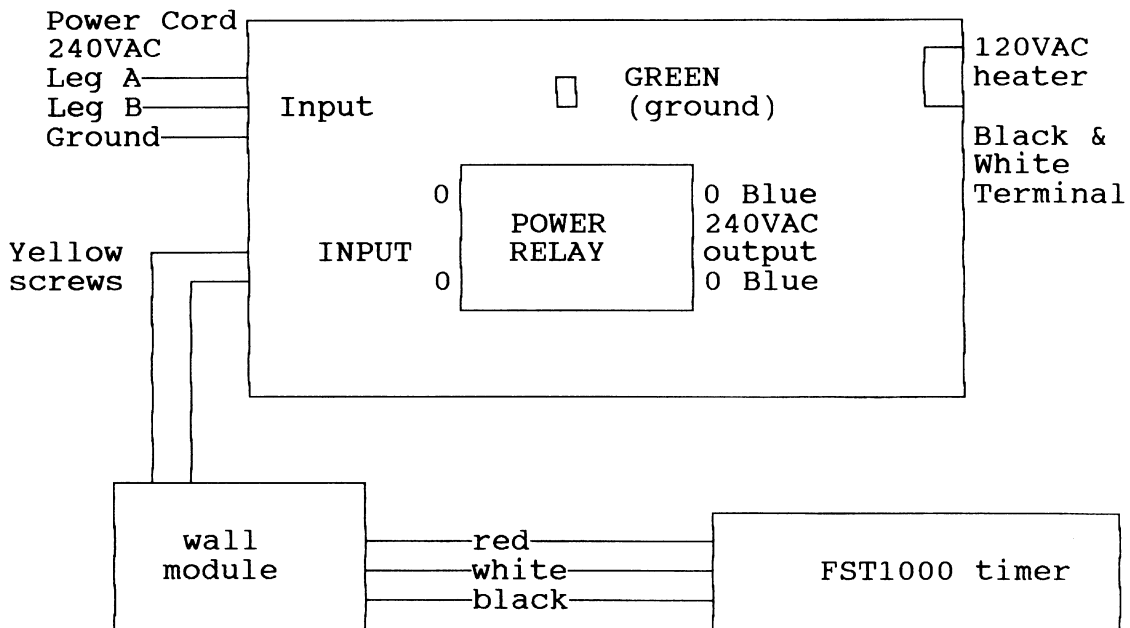 Power Cord
240VAC
Leg A
Leg B
Ground
Input
GREEN
(ground)
120VAC
heater
Black &
White
Terminal
Yellow
screws
INPUT
0
0
POWER
RELAY
0 Blue
240VAC
output
0 Blue
wall
module
red
white
black
FST1000 timer